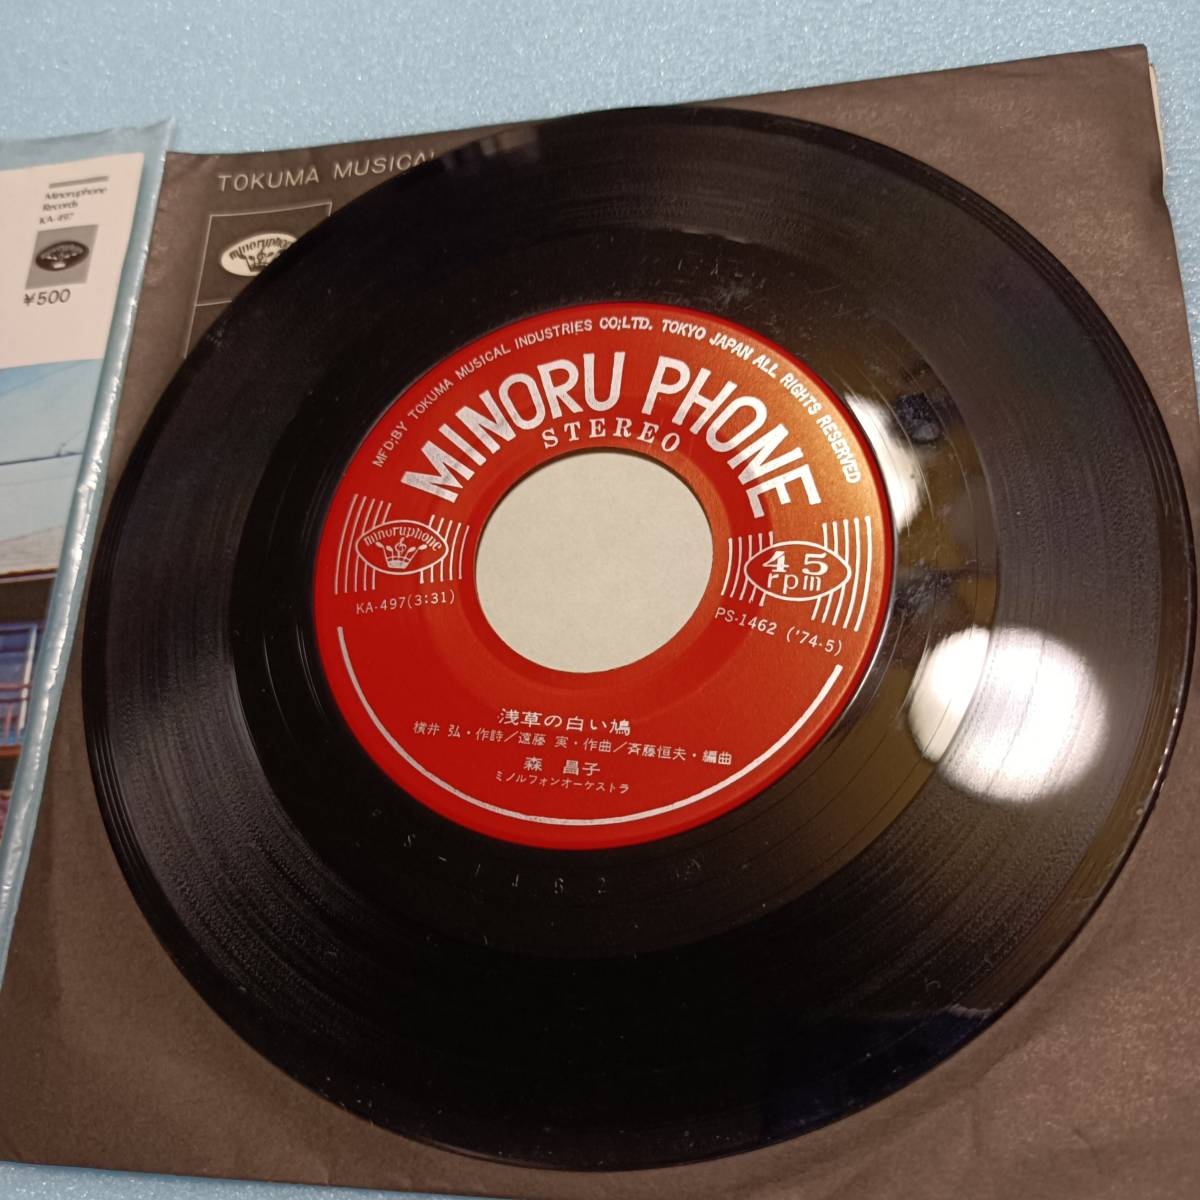 Minoruphone
Records
KA-497
¥500
TOKUMA MUSICAL
minoruphone
MFD;BY TOKUMA MUSICAL INDUSTRIES CO;LTD. TOKYO JAPAN ALL RIGHTS RESERVED
MINORU PHONE
STEREO
minoruphone
45
rpm
KA-497(3:31)
PS-1462 ('74-5)
浅草の白い鳩
横井 弘・作詩/遠藤 実・作曲/斉藤恒夫・編曲
森 昌子
ミノルフォンオーケストラ